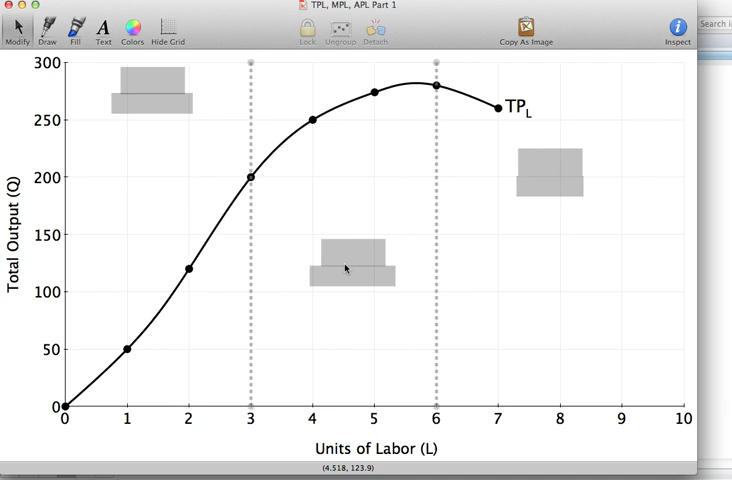 TPL, MPL, APL Part 1
Modify Draw Fill Text Colors Hide Grid Lock Ungroup Detach Copy As Image Inspect
Search in
300
250
200
150
100
50
0
Total Output (Q)
TPL
0 1 2 3 4 5 6 7 8 9 10
Units of Labor (L)
(4.518, 123.9)